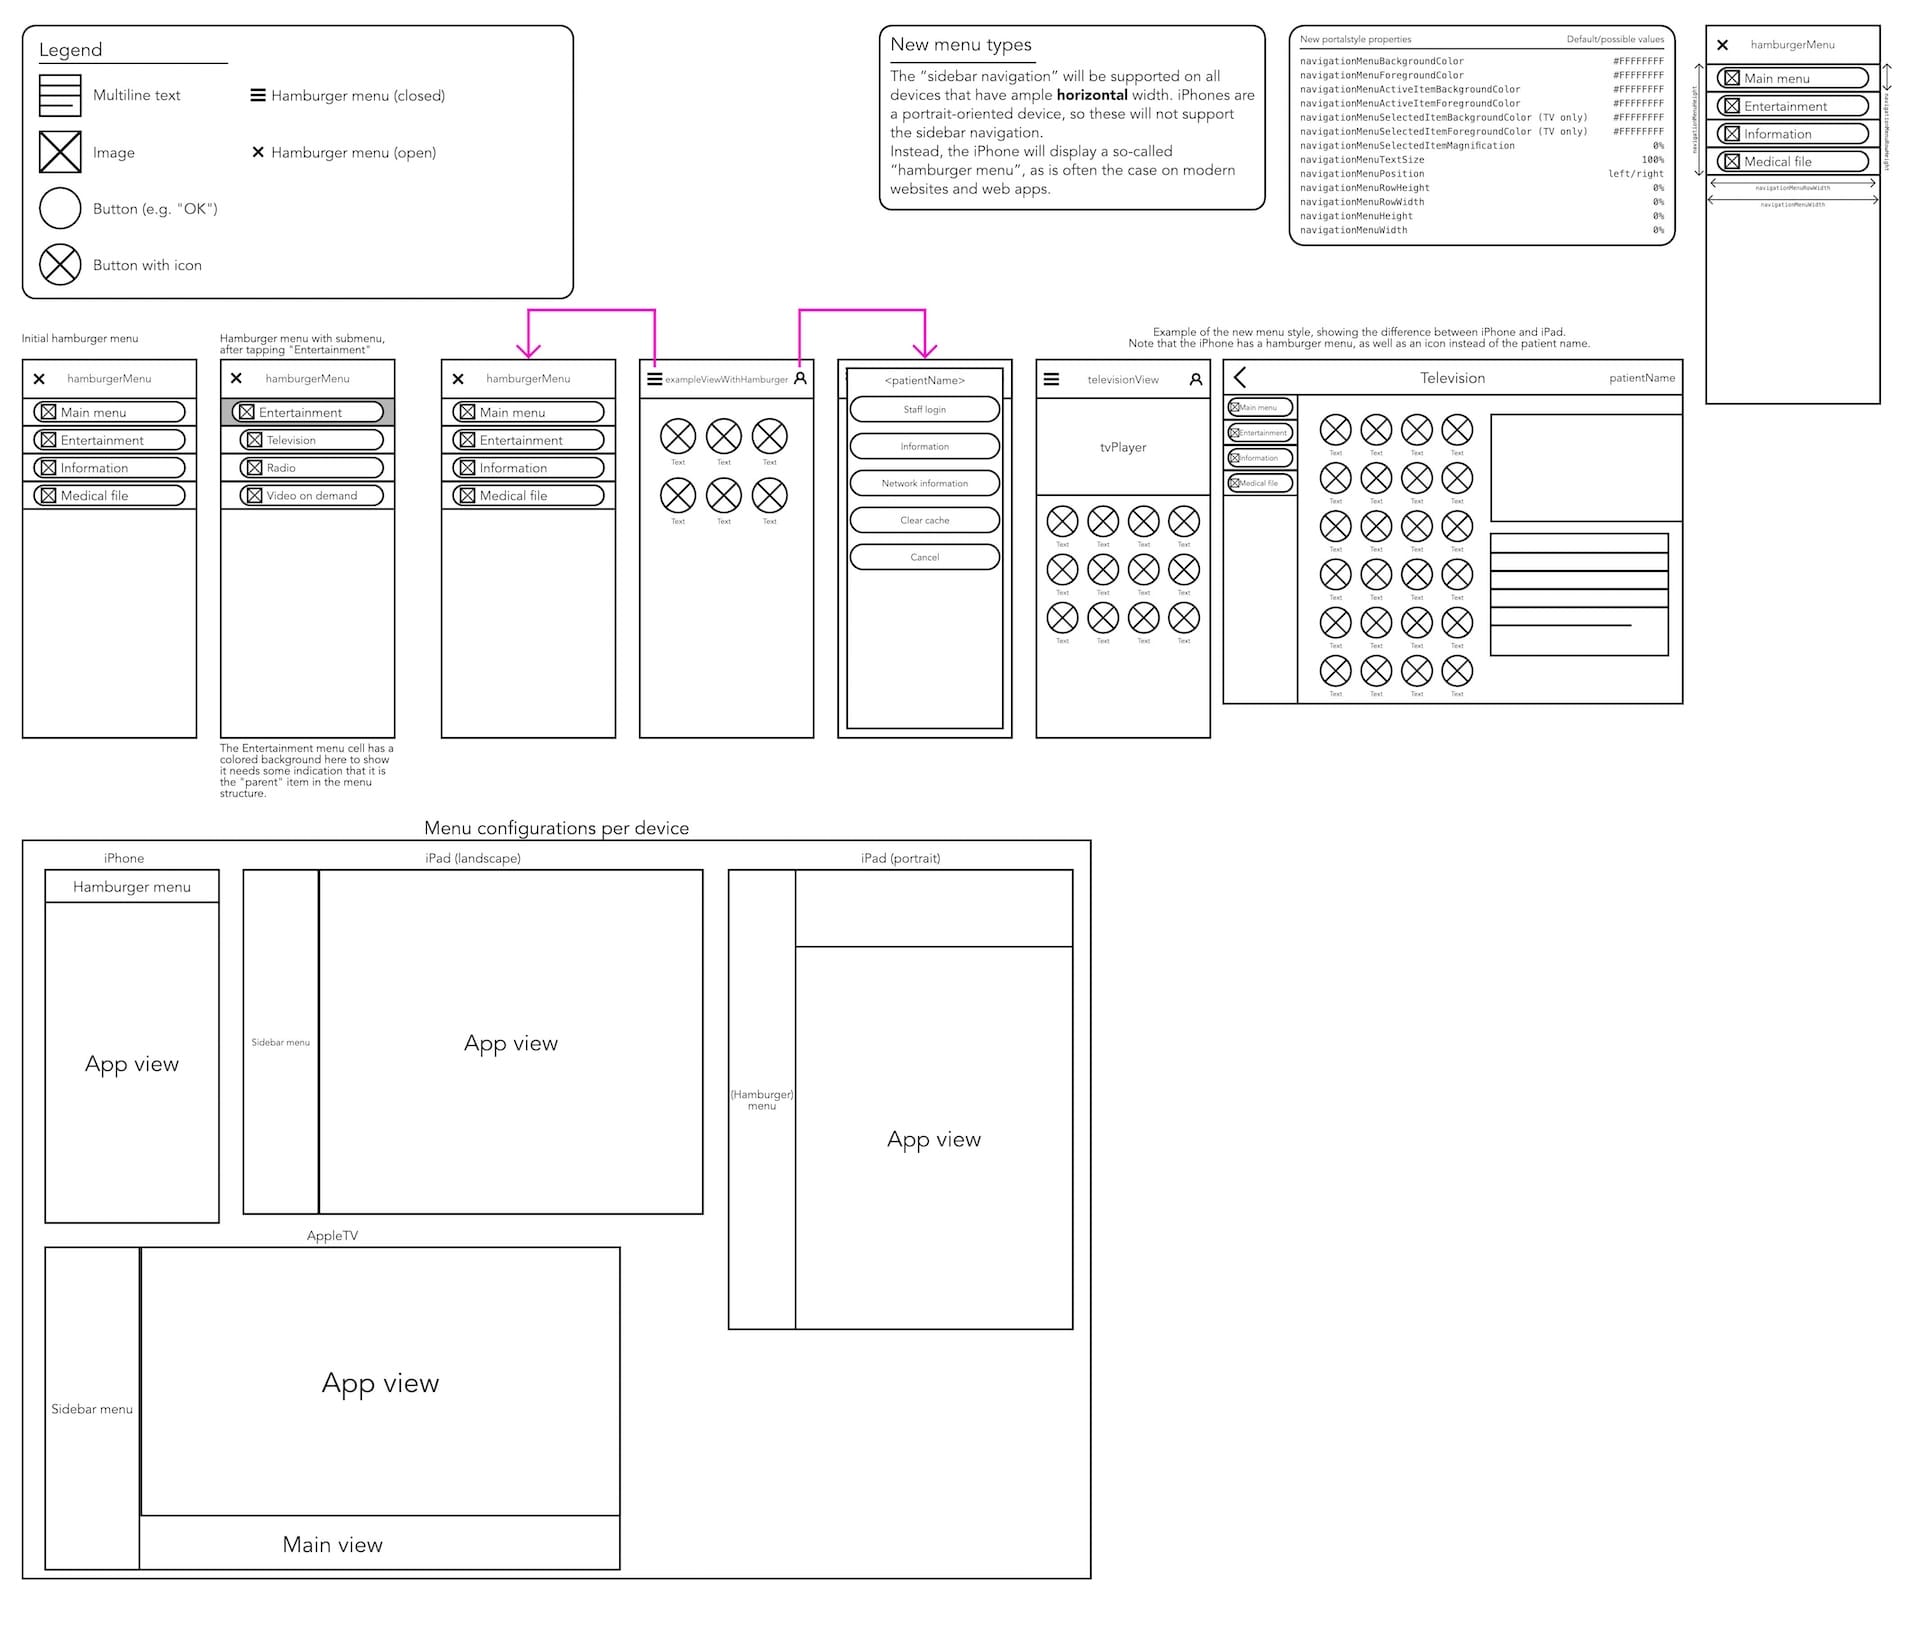 Legend
Multiline text
Hamburger menu (closed)
Image
Hamburger menu (open)
Button (e.g. "OK")
Button with icon
New menu types
The “sidebar navigation” will be supported on all
devices that have ample horizontal width. iPhones are
a portrait-oriented device, so these will not support
the sidebar navigation.
Instead, the iPhone will display a so-called
“hamburger menu”, as is often the case on modern
websites and web apps.
New portalstyle properties Default/possible values
navigationMenuBackgroundColor #FFFFFFFF
navigationMenuForegroundColor #FFFFFFFF
navigationMenuActiveItemBackgroundColor #FFFFFFFF
navigationMenuActiveItemForegroundColor #FFFFFFFF
navigationMenuSelectedItemBackgroundColor (TV only) #FFFFFFFF
navigationMenuSelectedItemForegroundColor (TV only) #FFFFFFFF
navigationMenuSelectedItemMagnification 0%
navigationMenuTextSize 100%
navigationMenuPosition left/right
navigationMenuRowHeight 0%
navigationMenuRowWidth 0%
navigationMenuHeight 0%
navigationMenuWidth 0%
hamburgerMenu
Main menu
Entertainment
Information
Medical file
navigationMenuHeight
navigationMenuRowHeight
navigationMenuRowWidth
navigationMenuWidth
Initial hamburger menu
hamburgerMenu
Main menu
Entertainment
Information
Medical file
Hamburger menu with submenu,
after tapping "Entertainment"
hamburgerMenu
Entertainment
Television
Radio
Video on demand
The Entertainment menu cell has a
colored background here to show
it needs some indication that it is
the "parent" item in the menu
structure.
hamburgerMenu
Main menu
Entertainment
Information
Medical file
exampleViewWithHamburger
Text Text Text
Text Text Text
<patientName>
Staff login
Information
Network information
Clear cache
Cancel
Example of the new menu style, showing the difference between iPhone and iPad.
Note that the iPhone has a hamburger menu, as well as an icon instead of the patient name.
televisionView
tvPlayer
Text Text Text Text
Text Text Text Text
Text Text Text Text
Television patientName
Main menu
Entertainment
Information
Medical file
Text Text Text Text
Text Text Text Text
Text Text Text Text
Text Text Text Text
Text Text Text Text
Text Text Text Text
Menu configurations per device
iPhone
Hamburger menu
App view
iPad (landscape)
Sidebar menu
App view
iPad (portrait)
(Hamburger)
menu
App view
AppleTV
Sidebar menu
App view
Main view